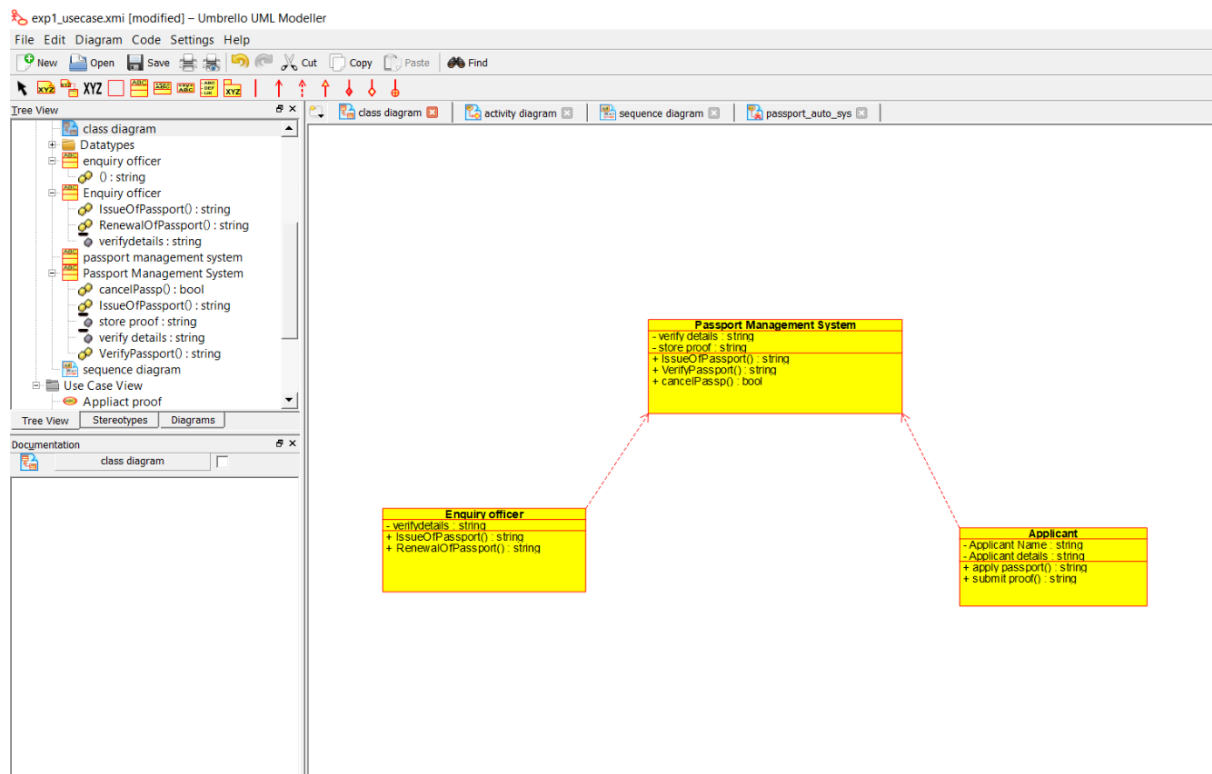 exp1_usecase.xmi [modified] – Umbrello UML Modeller
File Edit Diagram Code Settings Help
New Open Save Cut Copy Paste Find
XYZ XYZ ABC XYZ
Tree View
class diagram
Datatypes
enquiry officer
() : string
Enquiry officer
IssueOfPassport() : string
RenewalOfPassport() : string
verifydetails : string
passport management system
Passport Management System
cancelPassp() : bool
IssueOfPassport() : string
store proof : string
verify details : string
VerifyPassport() : string
sequence diagram
Use Case View
Appliact proof
Tree View Stereotypes Diagrams
Documentation
class diagram
class diagram activity diagram sequence diagram passport_auto_sys
Passport Management System
- verify details : string
- store proof : string
+ IssueOfPassport() : string
+ VerifyPassport() : string
+ cancelPassp() : bool
Enquiry officer
- verifydetails : string
+ IssueOfPassport() : string
+ RenewalOfPassport() : string
Applicant
- Applicant Name : string
- Applicant details : string
+ apply passport() : string
+ submit proof() : string